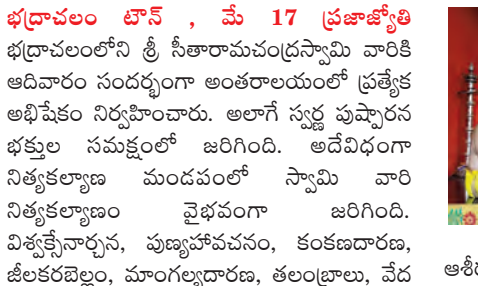 భద్రాచలం టౌన్ , మే 17 ప్రజాజ్యోతి
భద్రాచలంలోని శ్రీ సీతారామచంద్రస్వామి వారికి
ఆదివారం సందర్భంగా అంతరాలయంలో ప్రత్యేక
అభిషేకం నిర్వహించారు. అలాగే స్వర్ణ పుష్పారన
భక్తుల సమక్షంలో జరిగింది. అదేవిధంగా
నిత్యకల్యాణ మండపంలో స్వామి వారి
నిత్యకల్యాణం వైభవంగా జరిగింది.
విశ్వక్సేనార్చన, పుణ్యహవచనం, కంకణదారణ,
జీలకరబెల్లం, మాంగల్యదారణ, తలంబ్రాలు, వేద